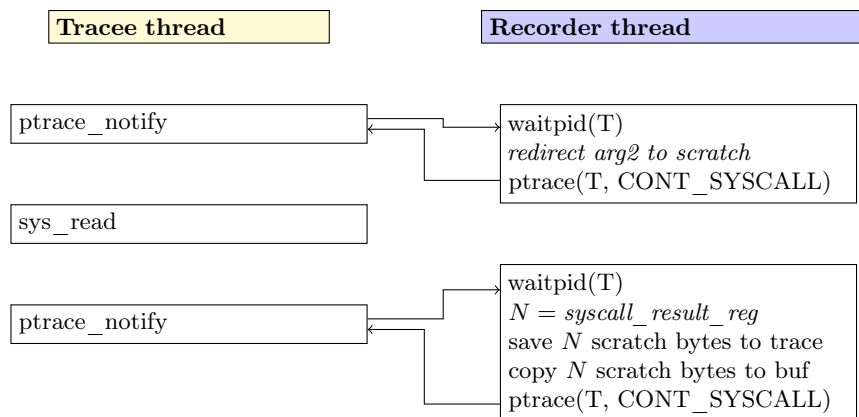 Tracee thread
Recorder thread
ptrace_notify
waitpid(T)
redirect arg2 to scratch
ptrace(T, CONT_SYSCALL)
sys_read
ptrace_notify
waitpid(T)
N = syscall_result_reg
save N scratch bytes to trace
copy N scratch bytes to buf
ptrace(T, CONT_SYSCALL)